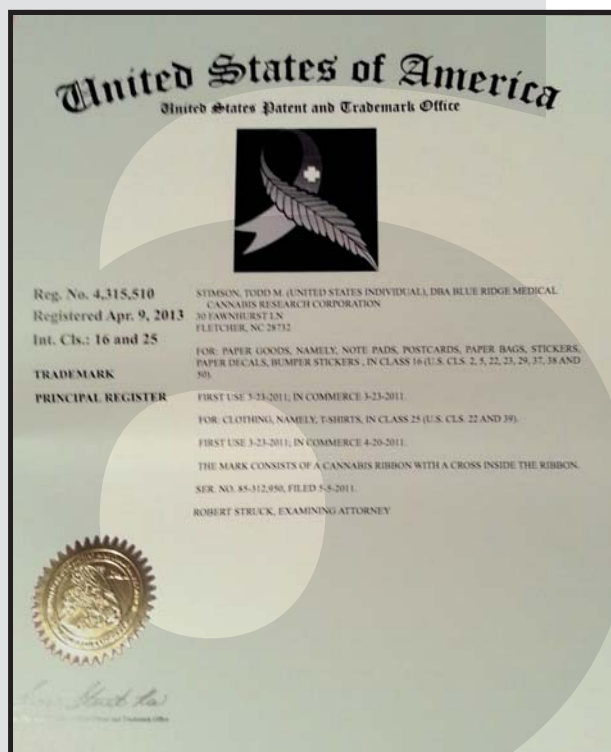 United States of America
United States Patent and Trademark Office
Reg. No. 4,315,510
Registered Apr. 9, 2013
Int. Cls.: 16 and 25
TRADEMARK
PRINCIPAL REGISTER
STIMSON, TODD M. (UNITED STATES INDIVIDUAL), DBA BLUE RIDGE MEDICAL
CANNABIS RESEARCH CORPORATION
30 FAWNHURST LN
FLETCHER, NC 28732
FOR: PAPER GOODS, NAMELY, NOTE PADS, POSTCARDS, PAPER BAGS, STICKERS,
PAPER DECALS, BUMPER STICKERS , IN CLASS 16 (U.S. CLS. 2, 5, 22, 23, 29, 37, 38 AND
50).
FIRST USE 3-23-2011; IN COMMERCE 3-23-2011.
FOR: CLOTHING, NAMELY, T-SHIRTS, IN CLASS 25 (U.S. CLS. 22 AND 39).
FIRST USE 3-23-2011; IN COMMERCE 4-20-2011.
THE MARK CONSISTS OF A CANNABIS RIBBON WITH A CROSS INSIDE THE RIBBON.
SER. NO. 85-312,950, FILED 5-5-2011.
ROBERT STRUCK, EXAMINING ATTORNEY